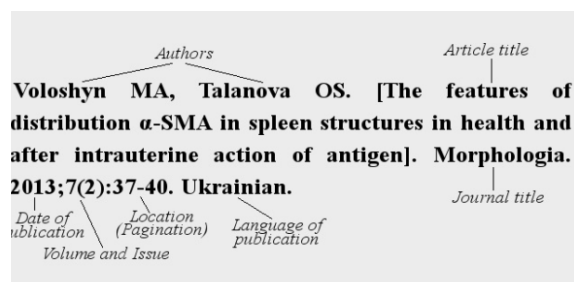 Authors
Article title
Voloshyn MA, Talanova OS. [The features of
distribution α-SMA in spleen structures in health and
after intrauterine action of antigen]. Morphologia.
2013;7(2):37-40. Ukrainian.
Journal title
Date of
ublication
Location
(Pagination)
Language of
publication
Volume and Issue